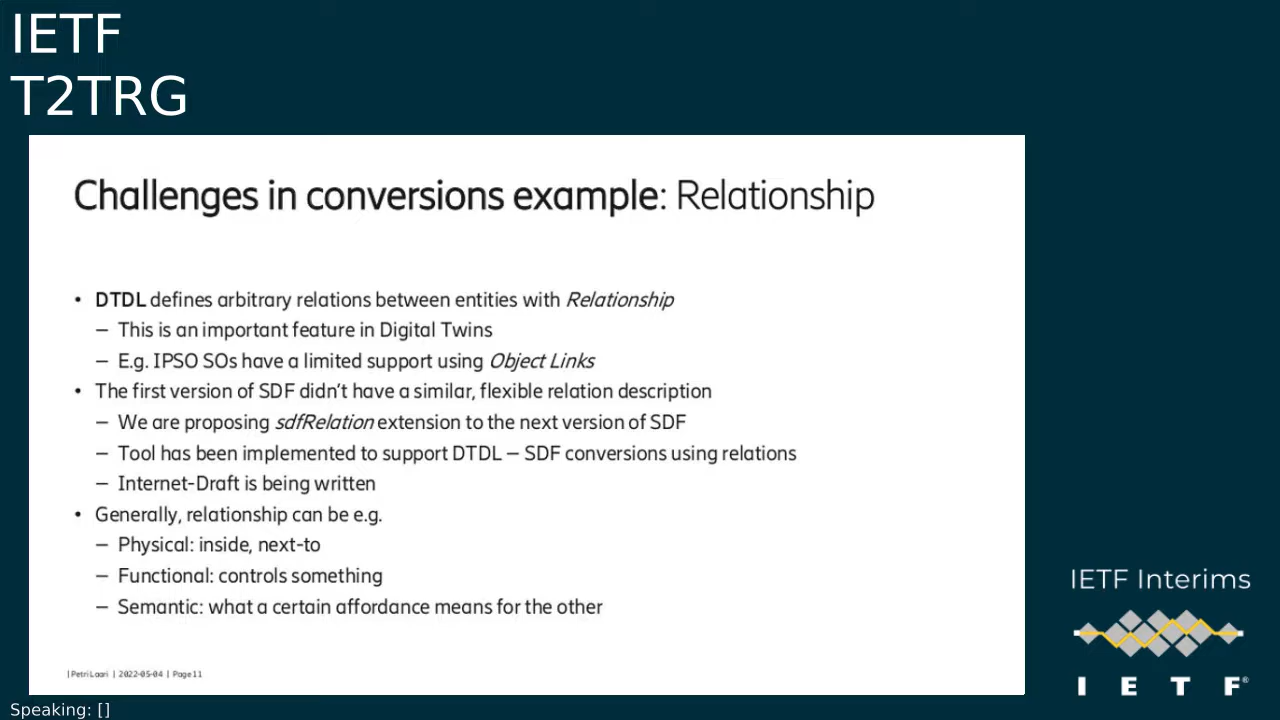 IETF
T2TRG
Challenges in conversions example: Relationship
• DTDL defines arbitrary relations between entities with Relationship
– This is an important feature in Digital Twins
– E.g. IPSO SOs have a limited support using Object Links
• The first version of SDF didn’t have a similar, flexible relation description
– We are proposing sdfRelation extension to the next version of SDF
– Tool has been implemented to support DTDL – SDF conversions using relations
– Internet-Draft is being written
• Generally, relationship can be e.g.
– Physical: inside, next-to
– Functional: controls something
– Semantic: what a certain affordance means for the other
| Petri Laari | 2022-05-04 | Page 11
IETF Interims
I E T F®
Speaking: []